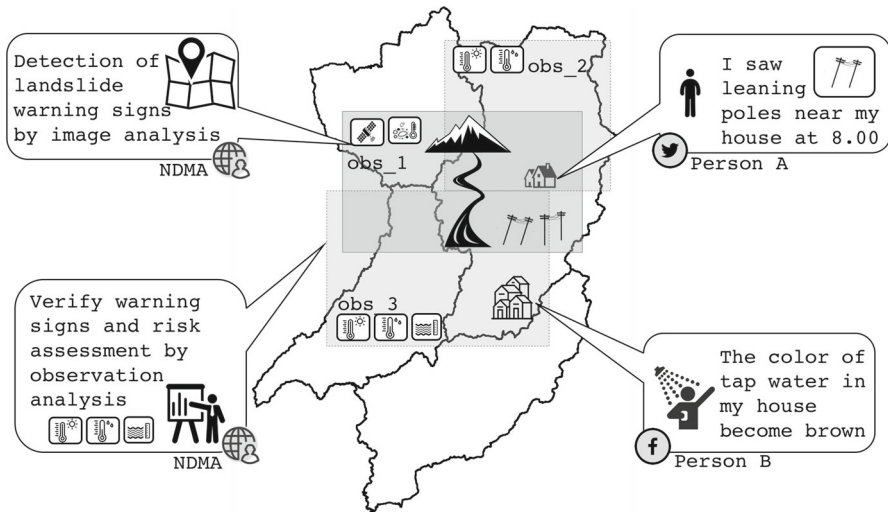 Detection of
landslide
warning signs
by image analysis
NDMA
obs_1
obs_2
I saw
leaning
poles near my
house at 8.00
Person A
obs_3
Verify warning
signs and risk
assessment by
observation
analysis
NDMA
The color of
tap water in
my house
become brown
Person B